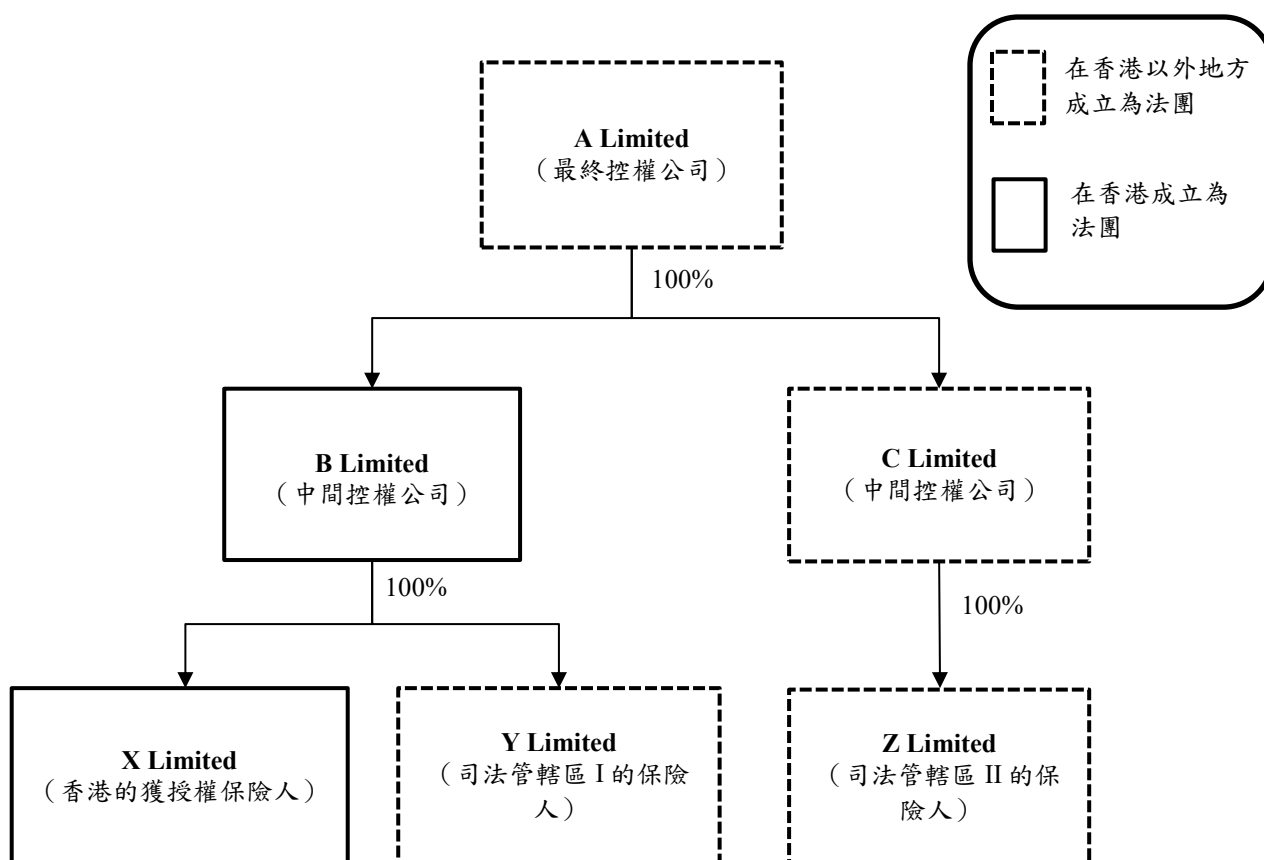 在香港以外地方
成立為法團
在香港成立為
法團
A Limited
（最終控權公司）
100%
B Limited
（中間控權公司）
C Limited
（中間控權公司）
100%
100%
X Limited
（香港的獲授權保險人）
Y Limited
（司法管轄區 I 的保險
人）
Z Limited
（司法管轄區 II 的保
險人）